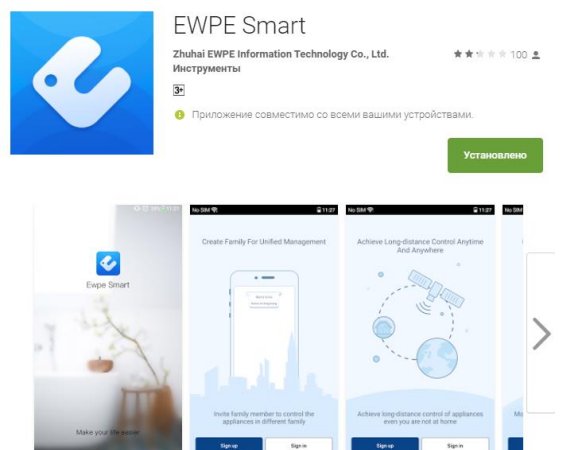 EWPE Smart
Zhuhai EWPE Information Technology Co., Ltd.
100
Инструменты
3+
Приложение совместимо со всеми вашими устройствами.
Установлено
11:21
Ewpe Smart
Make your life easier
No SIM
11:27
Create Family For Unified Management
Invite family member to control the
appliances in different family
Sign up
Sign in
No SIM
11:27
Achieve Long-distance Control Anytime
And Anywhere
Achieve long-distance control of appliances
even you are not at home
Sign up
Sign in
No SIM